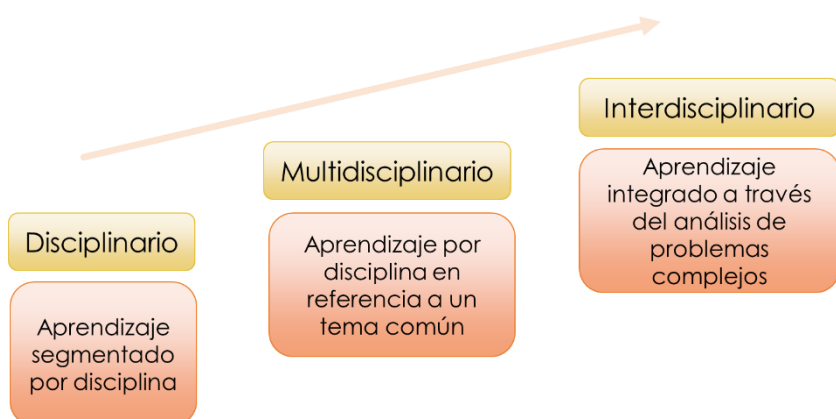 Disciplinario
Aprendizaje
segmentado
por disciplina
Multidisciplinario
Aprendizaje por
disciplina en
referencia a un
tema común
Interdisciplinario
Aprendizaje
integrado a través
del análisis de
problemas
complejos